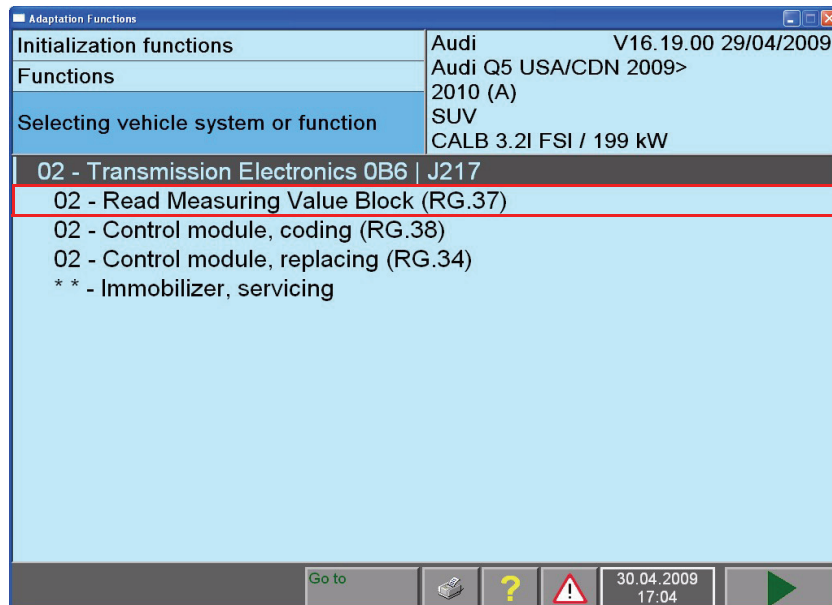 Adaptation Functions
Initialization functions
Functions
Selecting vehicle system or function
Audi V16.19.00 29/04/2009
Audi Q5 USA/CDN 2009>
2010 (A)
SUV
CALB 3.2l FSI / 199 kW
02 - Transmission Electronics 0B6 | J217
02 - Read Measuring Value Block (RG.37)
02 - Control module, coding (RG.38)
02 - Control module, replacing (RG.34)
* * - Immobilizer, servicing
Go to
?
!
30.04.2009
17:04